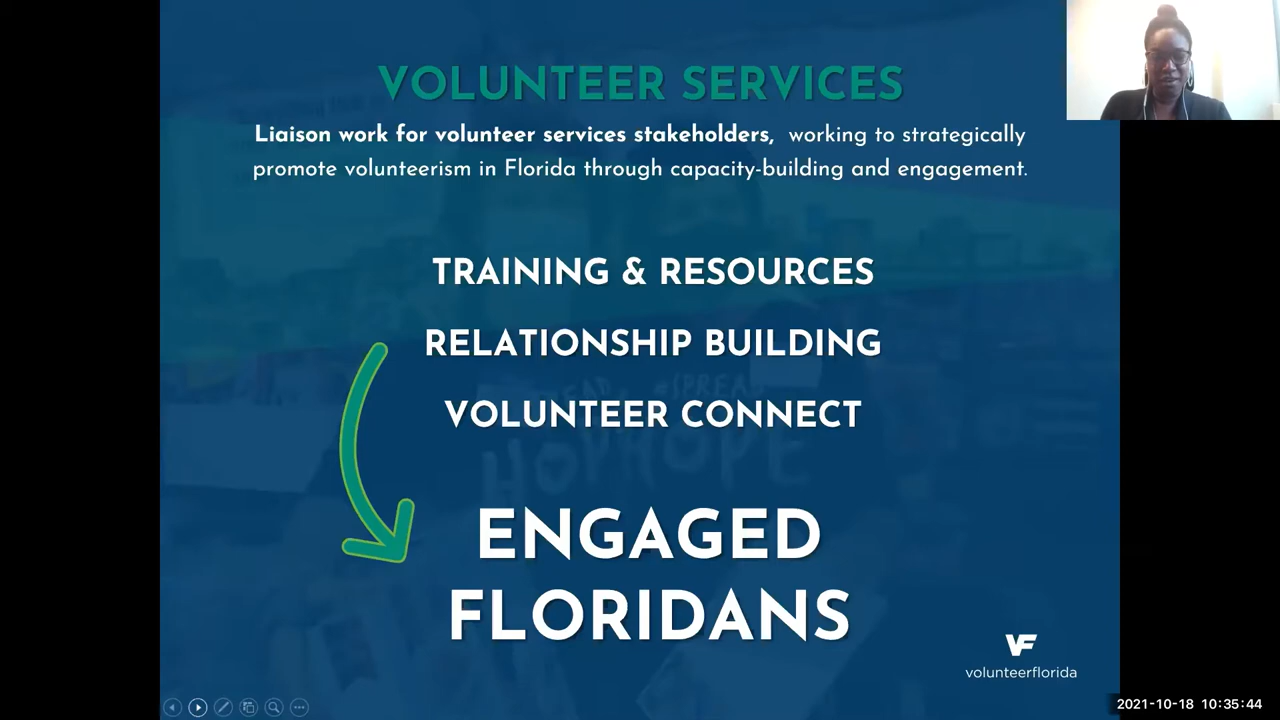 VOLUNTEER SERVICES
Liaison work for volunteer services stakeholders, working to strategically
promote volunteerism in Florida through capacity-building and engagement.
TRAINING & RESOURCES
RELATIONSHIP BUILDING
VOLUNTEER CONNECT
ENGAGED
FLORIDANS
VF
volunteerflorida
2021-10-18 10:35:44